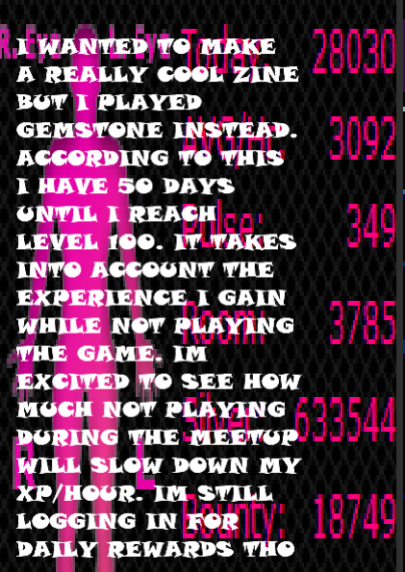 I WANTED TO MAKE
A REALLY COOL ZINE
BUT I PLAYED
GEMSTONE INSTEAD.
ACCORDING TO THIS
I HAVE 50 DAYS
UNTIL I REACH
LEVEL 100. IT TAKES
INTO ACCOUNT THE
EXPERIENCE I GAIN
WHILE NOT PLAYING
THE GAME. IM
EXCITED TO SEE HOW
MUCH NOT PLAYING
DURING THE MEETUP
WILL SLOW DOWN MY
XP/HOUR. IM STILL
LOGGING IN FOR
DAILY REWARDS THO
R. Eye L. Eye
Today: 28030
AVG/Hr: 3092
Pulse: 349
Room: 3785
Silver: 633544
Bounty: 18749
R L